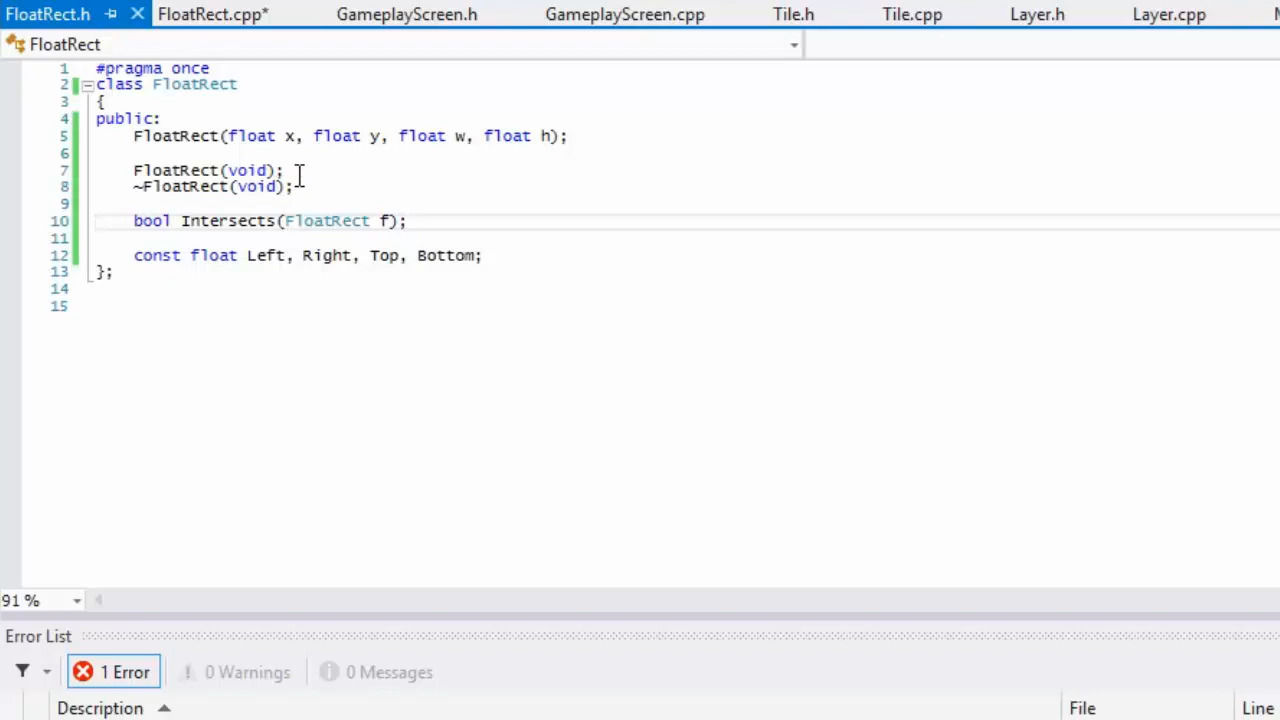 FloatRect.h FloatRect.cpp* GameplayScreen.h GameplayScreen.cpp Tile.h Tile.cpp Layer.h Layer.cpp
FloatRect
1 #pragma once
2 class FloatRect
3 {
4 public:
5 FloatRect(float x, float y, float w, float h);
6
7 FloatRect(void);
8 ~FloatRect(void);
9
10 bool Intersects(FloatRect f);
11
12 const float Left, Right, Top, Bottom;
13 };
14
15
91 %
Error List
1 Error 0 Warnings 0 Messages
Description File Line